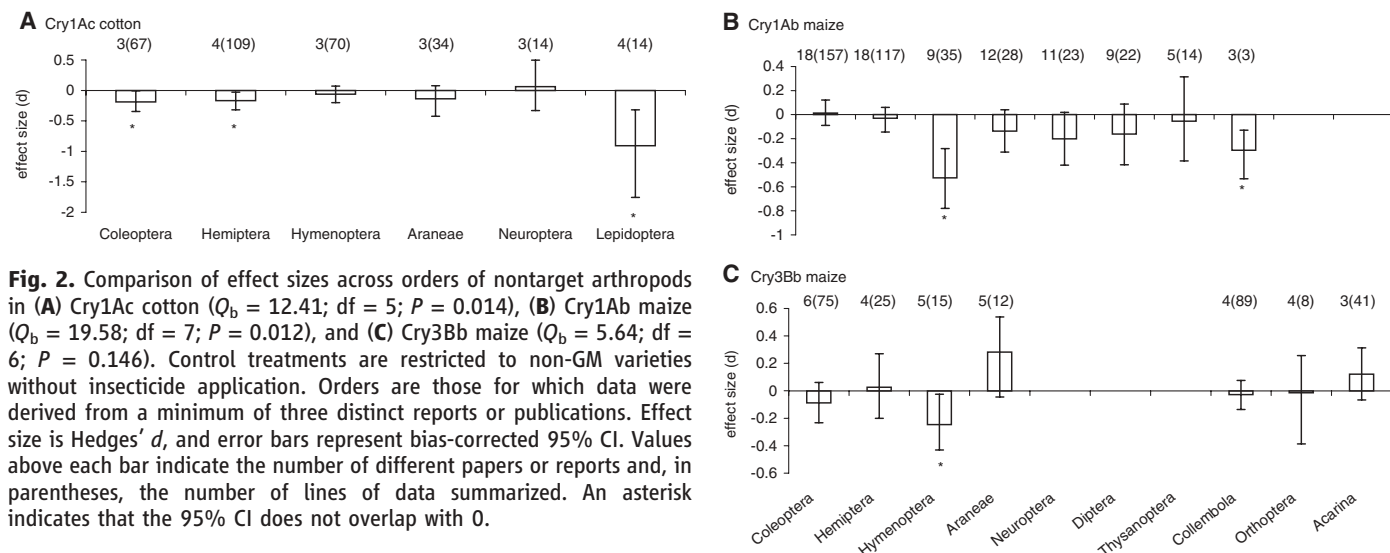 A Cry1Ac cotton
3(67) 4(109) 3(70) 3(34) 3(14) 4(14)
effect size (d)
0.5
0
-0.5
-1
-1.5
-2
* * *
Coleoptera Hemiptera Hymenoptera Araneae Neuroptera Lepidoptera
Fig. 2. Comparison of effect sizes across orders of nontarget arthropods
in (A) Cry1Ac cotton (Qb = 12.41; df = 5; P = 0.014), (B) Cry1Ab maize
(Qb = 19.58; df = 7; P = 0.012), and (C) Cry3Bb maize (Qb = 5.64; df =
6; P = 0.146). Control treatments are restricted to non-GM varieties
without insecticide application. Orders are those for which data were
derived from a minimum of three distinct reports or publications. Effect
size is Hedges’ d, and error bars represent bias-corrected 95% CI. Values
above each bar indicate the number of different papers or reports and, in
parentheses, the number of lines of data summarized. An asterisk
indicates that the 95% CI does not overlap with 0.
B Cry1Ab maize
18(157) 18(117) 9(35) 12(28) 11(23) 9(22) 5(14) 3(3)
effect size (d)
0.4
0.2
0
-0.2
-0.4
-0.6
-0.8
-1
* *
C Cry3Bb maize
6(75) 4(25) 5(15) 5(12) 4(89) 4(8) 3(41)
effect size (d)
0.6
0.4
0.2
0
-0.2
-0.4
-0.6
*
Coleoptera Hemiptera Hymenoptera Araneae Neuroptera Diptera Thysanoptera Collembola Orthoptera Acarina